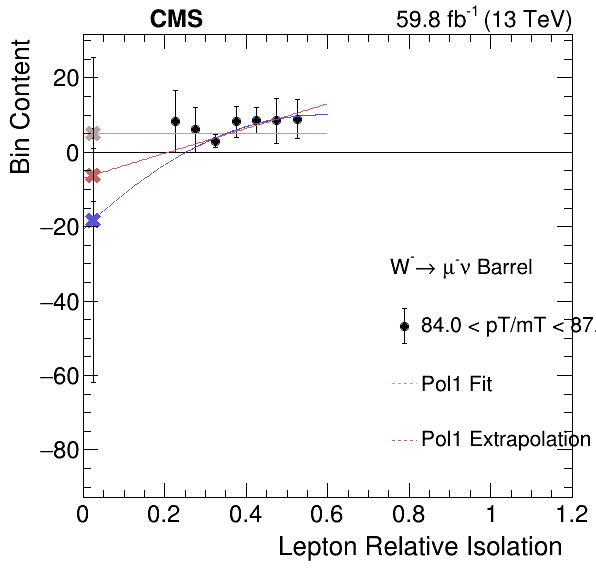 CMS 59.8 fb-1 (13 TeV)
Bin Content
20
0
−20
−40
−60
−80
W-→ μ-ν Barrel
84.0 < pT/mT < 87.
Pol1 Fit
Pol1 Extrapolation
0 0.2 0.4 0.6 0.8 1 1.2
Lepton Relative Isolation